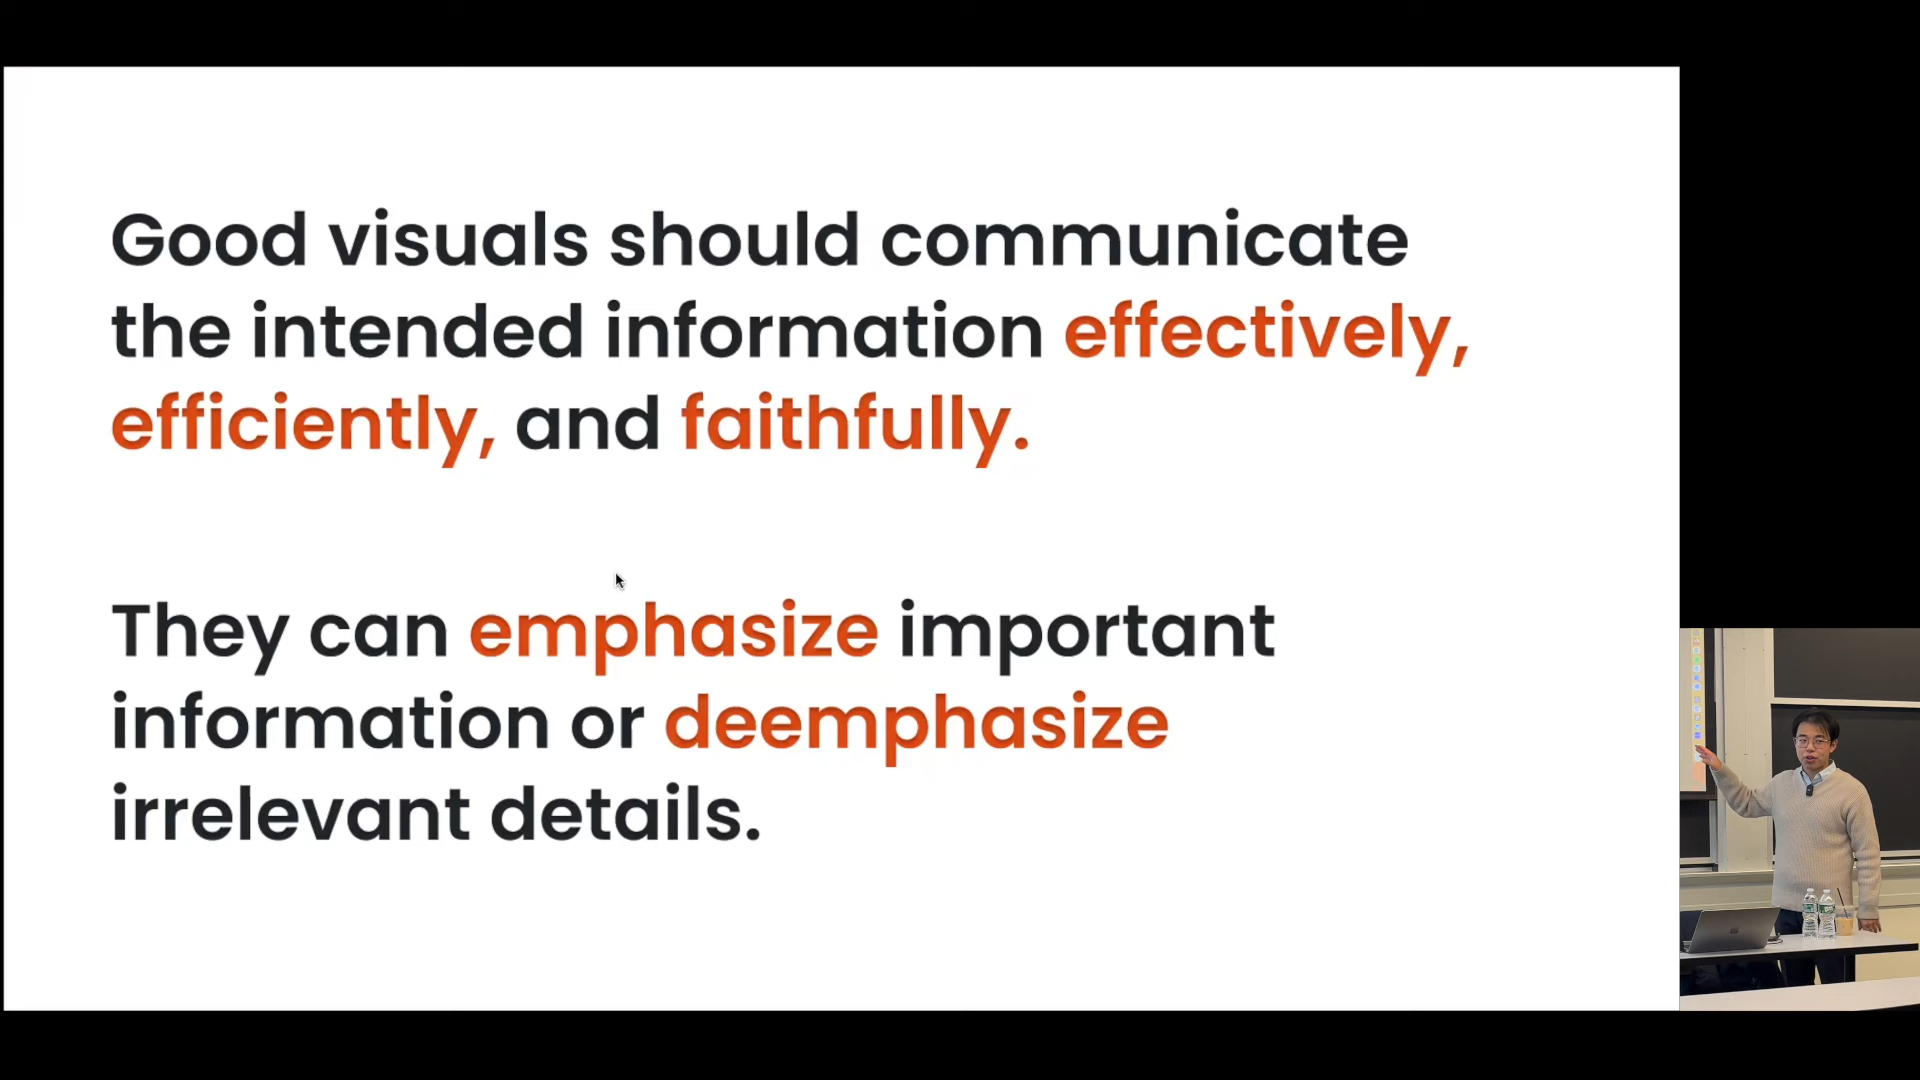 Good visuals should communicate
the intended information effectively,
efficiently, and faithfully.
They can emphasize important
information or deemphasize
irrelevant details.